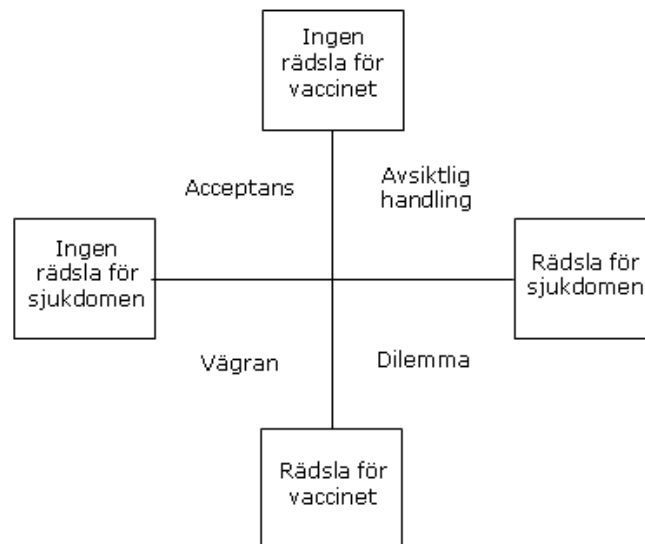 Ingen
rädsla för
vaccinet
Acceptans
Avsiktlig
handling
Ingen
rädsla för
sjukdomen
Rädsla för
sjukdomen
Vägran
Dilemma
Rädsla för
vaccinet